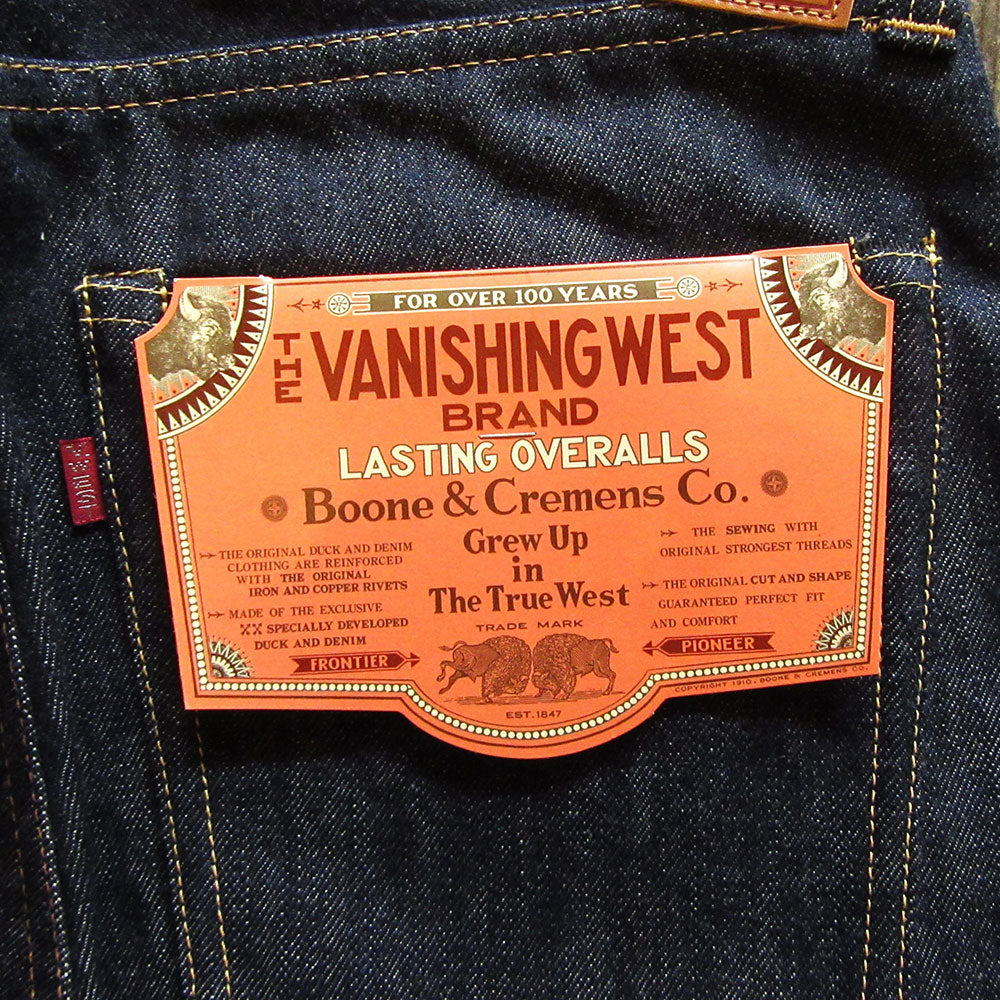 FOR OVER 100 YEARS
THE VANISHING WEST
BRAND
LASTING OVERALLS
Boone & Cremens Co.
Grew Up
in
The True West
THE ORIGINAL DUCK AND DENIM
CLOTHING ARE REINFORCED
WITH THE ORIGINAL
IRON AND COPPER RIVETS
MADE OF THE EXCLUSIVE
XX SPECIALLY DEVELOPED
DUCK AND DENIM
FRONTIER
THE SEWING WITH
ORIGINAL STRONGEST THREADS
THE ORIGINAL CUT AND SHAPE
GUARANTEED PERFECT FIT
AND COMFORT
PIONEER
TRADE MARK
EST. 1847
COPYRIGHT 1910. BOONE & CREMENS CO.